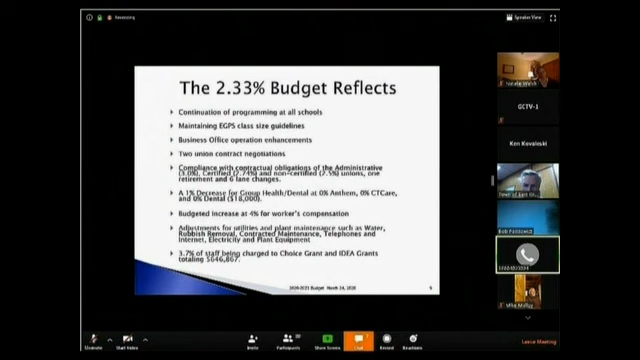 Speaker View
The 2.33% Budget Reflects
Continuation of programming at all schools
Maintaining EGPS class size guidelines
Business Office operation enhancements
Two union contract negotiations
Compliance with contractual obligations of the Administrative
(3.0%), Certified (2.74%) and non-certified (2.5%) unions, one
retirement and 6 lane changes.
A 1% Decrease for Group Health/Dental at 0% Anthem, 0% CTCare,
and 0% Dental ($18,000).
Budgeted increase at 4% for worker's compensation
Adjustments for utilities and plant maintenance such as Water,
Rubbish Removal, Contracted Maintenance, Telephones and
Internet, Electricity and Plant Equipment
3.7% of staff being charged to Choice Grant and IDEA Grants
totaling $646,867.
2020-2021 Budget March 24, 2020
GCTV-1
Ken Kovaleski
Unmute
Start Video
Invite
Participants
Share Screen
Chat
Record
Reactions
Leave Meeting